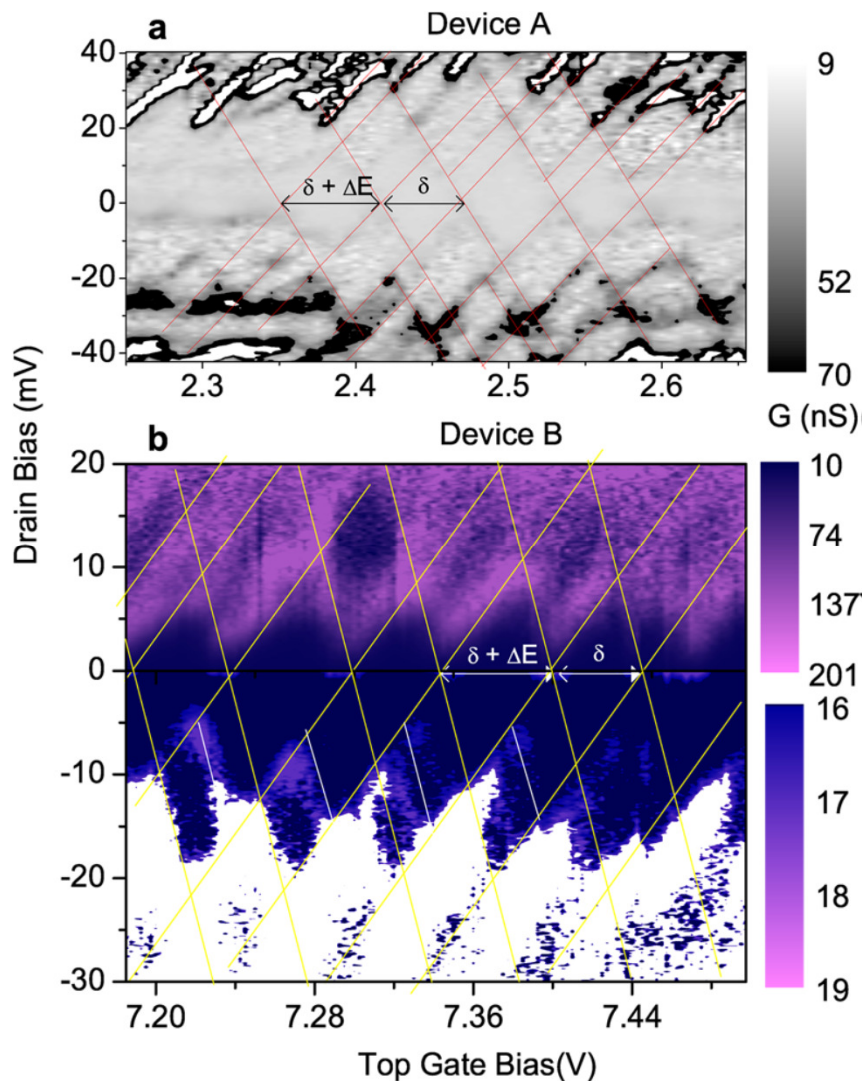 a
Device A
40
20
0
-20
-40
δ + ΔE
δ
2.3
2.4
2.5
2.6
9
52
70
G (nS)
Drain Bias (mV)
b
Device B
20
10
0
-10
-20
-30
δ + ΔE
δ
7.20
7.28
7.36
7.44
10
74
137
201
16
17
18
19
Top Gate Bias(V)